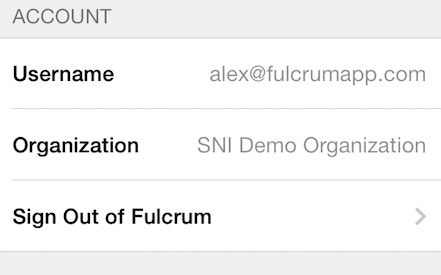 ACCOUNT
Username alex@fulcrumapp.com
Organization SNI Demo Organization
Sign Out of Fulcrum